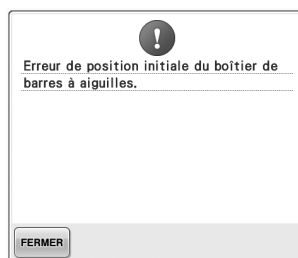 Erreur de position initiale du boîtier de
barres à aiguilles.
FERMER